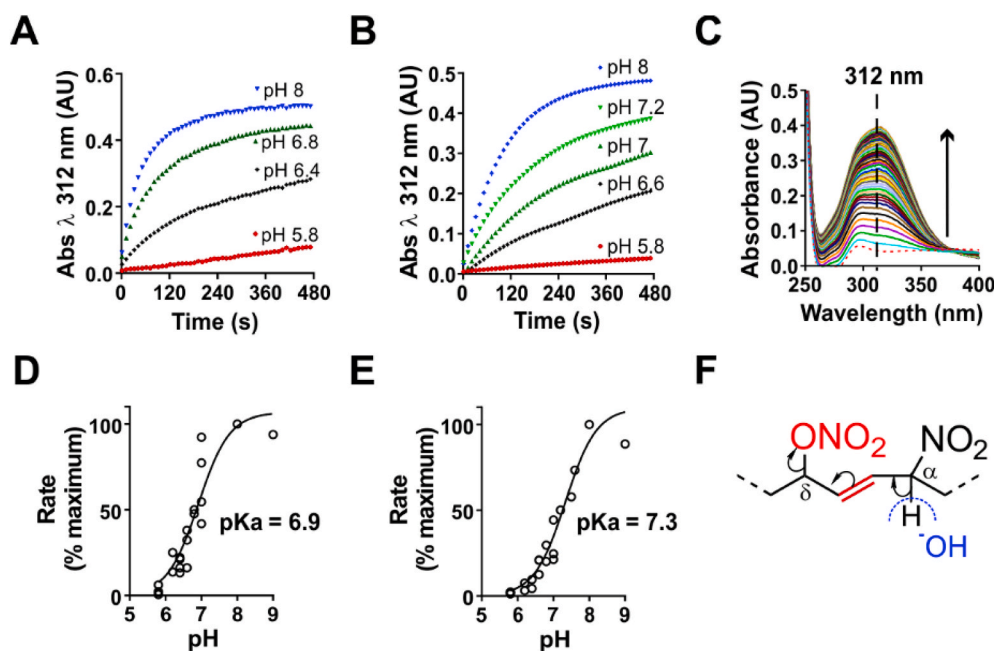 A
Abs λ 312 nm (AU)
0.6
0.4
0.2
0.0
pH 8
pH 6.8
pH 6.4
pH 5.8
0 120 240 360 480
Time (s)
B
Abs λ 312 nm (AU)
0.5
0.4
0.3
0.2
0.1
0.0
pH 8
pH 7.2
pH 7
pH 6.6
pH 5.8
0 120 240 360 480
Time (s)
C
312 nm
Absorbance (AU)
0.5
0.4
0.3
0.2
0.1
0.0
250 300 350 400
Wavelength (nm)
D
Rate
(% maximum)
100
50
0
pKa = 6.9
5 6 7 8 9
pH
E
Rate
(% maximum)
100
50
0
pKa = 7.3
5 6 7 8 9
pH
F
ONO2 NO2
δ α
H
-OH